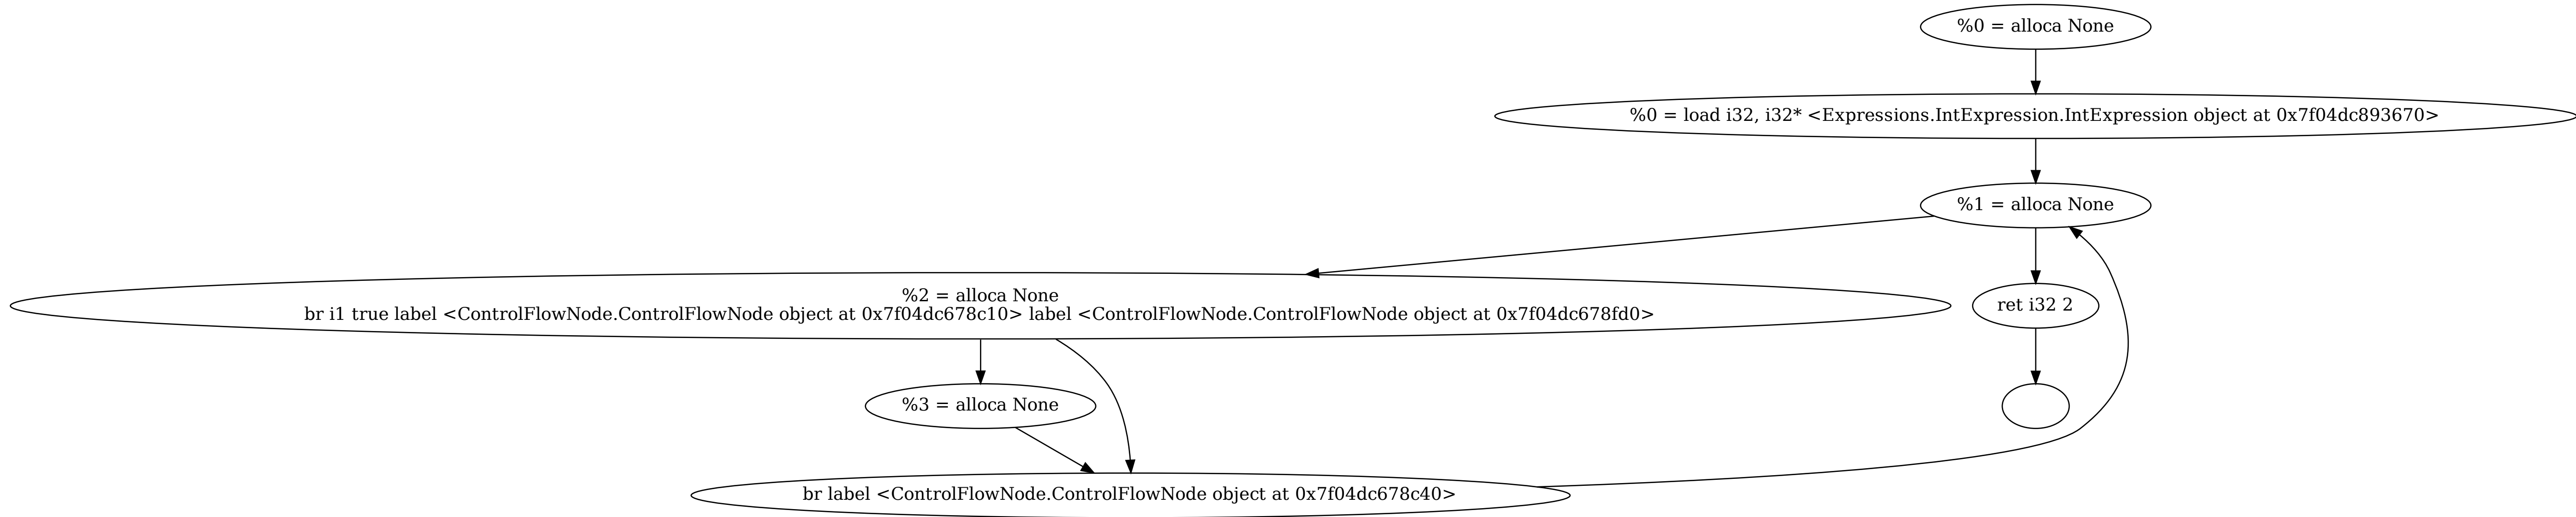 %0 = alloca None
%0 = load i32, i32* <Expressions.IntExpression.IntExpression object at 0x7f04dc893670>
%1 = alloca None
%2 = alloca None
br i1 true label <ControlFlowNode.ControlFlowNode object at 0x7f04dc678c10> label <ControlFlowNode.ControlFlowNode object at 0x7f04dc678fd0>
ret i32 2
%3 = alloca None
br label <ControlFlowNode.ControlFlowNode object at 0x7f04dc678c40>